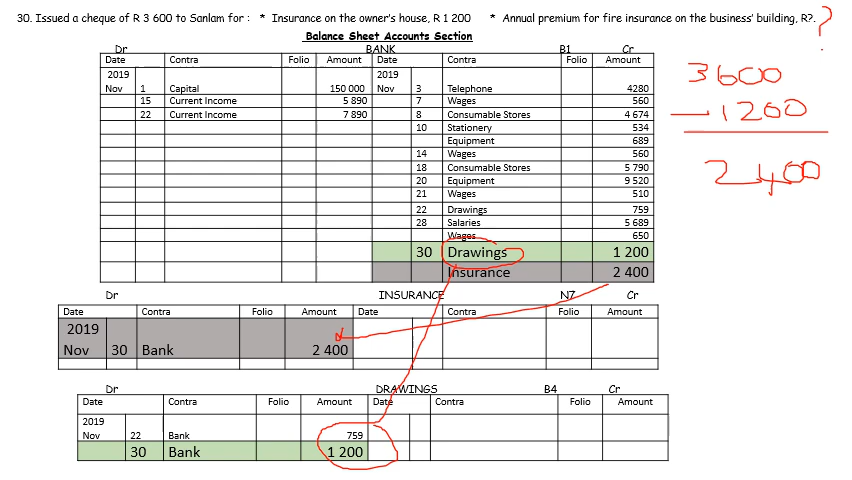 30. Issued a cheque of R 3 600 to Sanlam for : * Insurance on the owner's house, R 1 200 * Annual premium for fire insurance on the business' building, R?. ?
Balance Sheet Accounts Section
Dr BANK B1 Cr
Date Contra Folio Amount Date Contra Folio Amount
2019 2019
Nov 1 Capital 150 000 Nov 3 Telephone 4280
15 Current Income 5 890 7 Wages 560
22 Current Income 7 890 8 Consumable Stores 4 674
10 Stationery 534
Equipment 689
14 Wages 560
18 Consumable Stores 5 790
20 Equipment 9 520
21 Wages 510
22 Drawings 759
28 Salaries 5 689
Wages 650
30 Drawings 1 200
Insurance 2 400
3600
- 1200
2400
Dr INSURANCE N7 Cr
Date Contra Folio Amount Date Contra Folio Amount
2019
Nov 30 Bank 2 400
Dr DRAWINGS B4 Cr
Date Contra Folio Amount Date Contra Folio Amount
2019
Nov 22 Bank 759
30 Bank 1 200